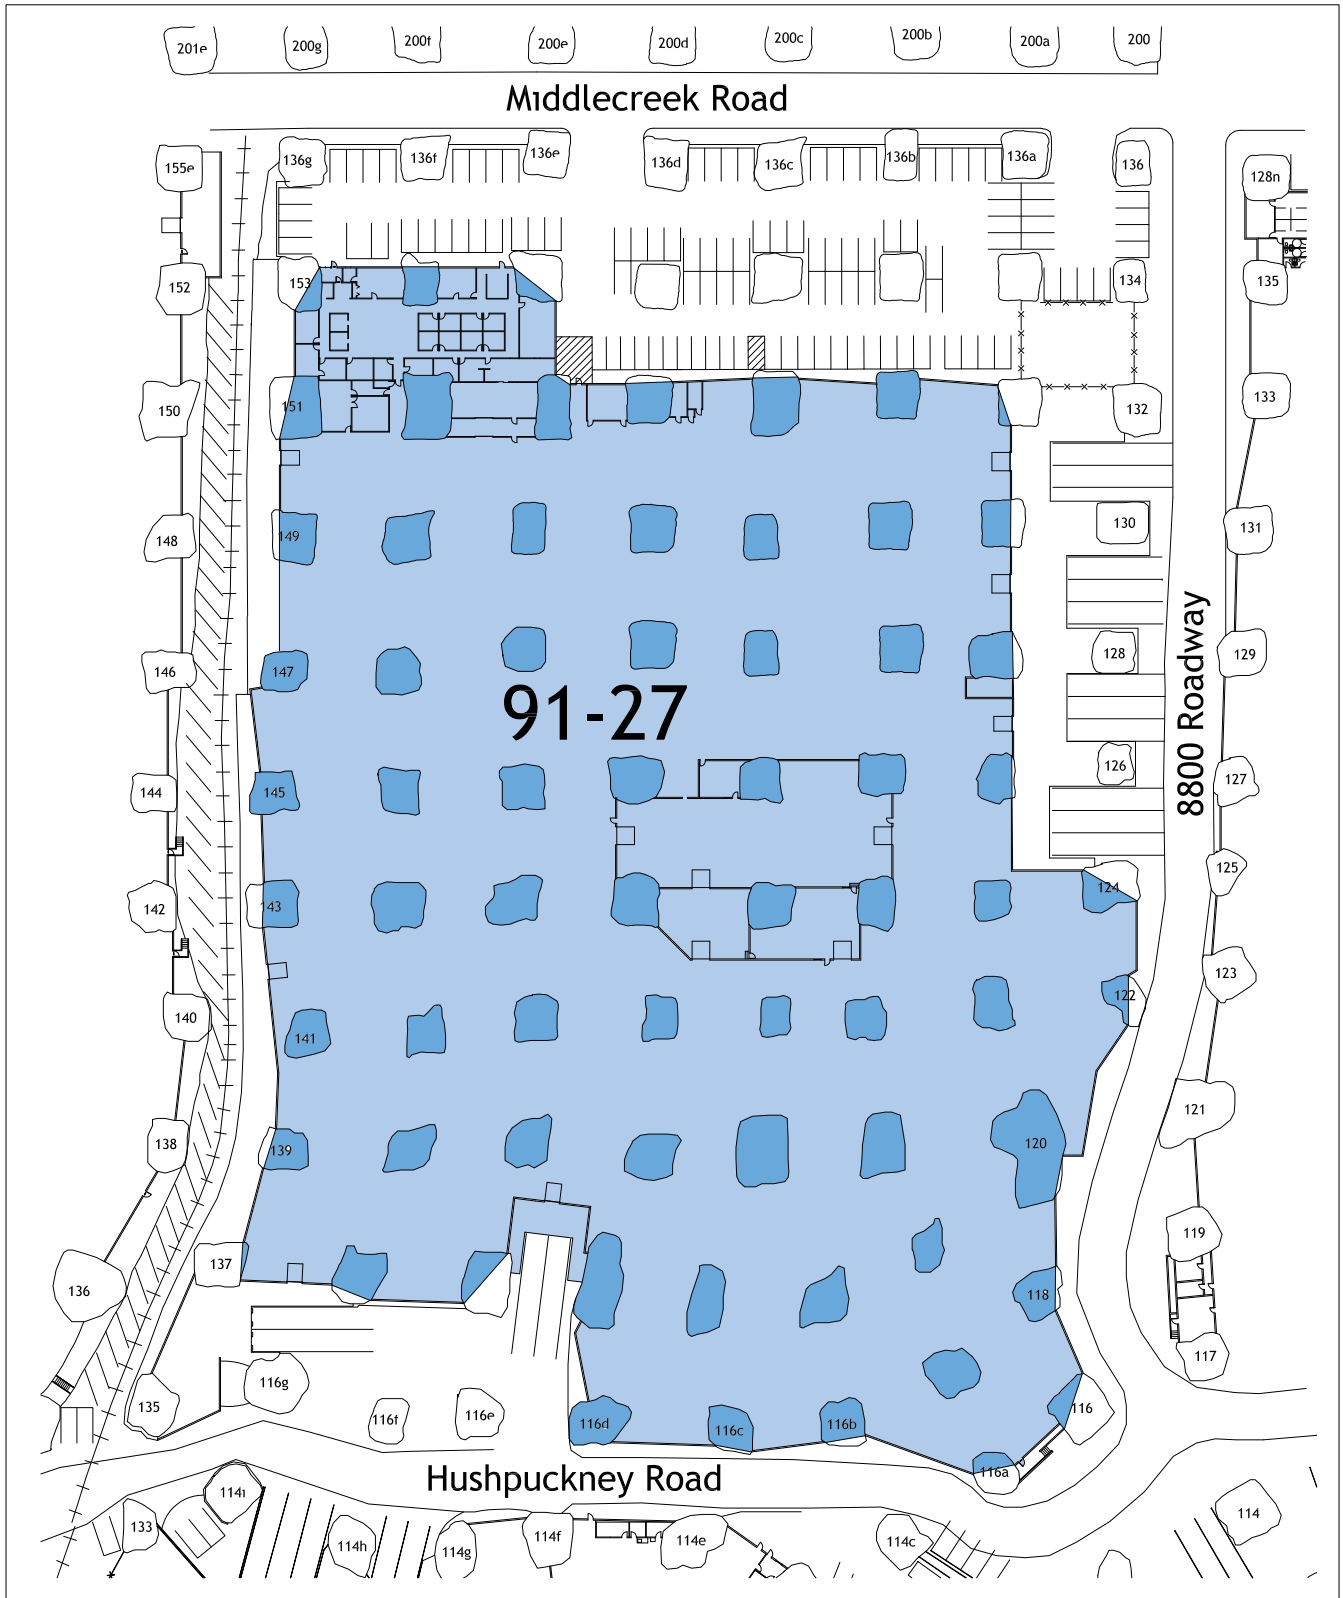 201e 200g 200f 200e 200d 200c 200b 200a 200
Middlecreek Road
155e 136g 136f 136e 136d 136c 136b 136a 136 128n
152 153 134 135
150 151 132 133
148 149 130 131
146 147 128 129
91-27
8800 Roadway
144 145 126 127
142 143 124 125
140 141 122 123
138 139 120 121
136 137 118 119
135 116g 116f 116e 116d 116c 116b 116a 116 117
Hushpuckney Road
133 114i 114h 114g 114f 114e 114c 114